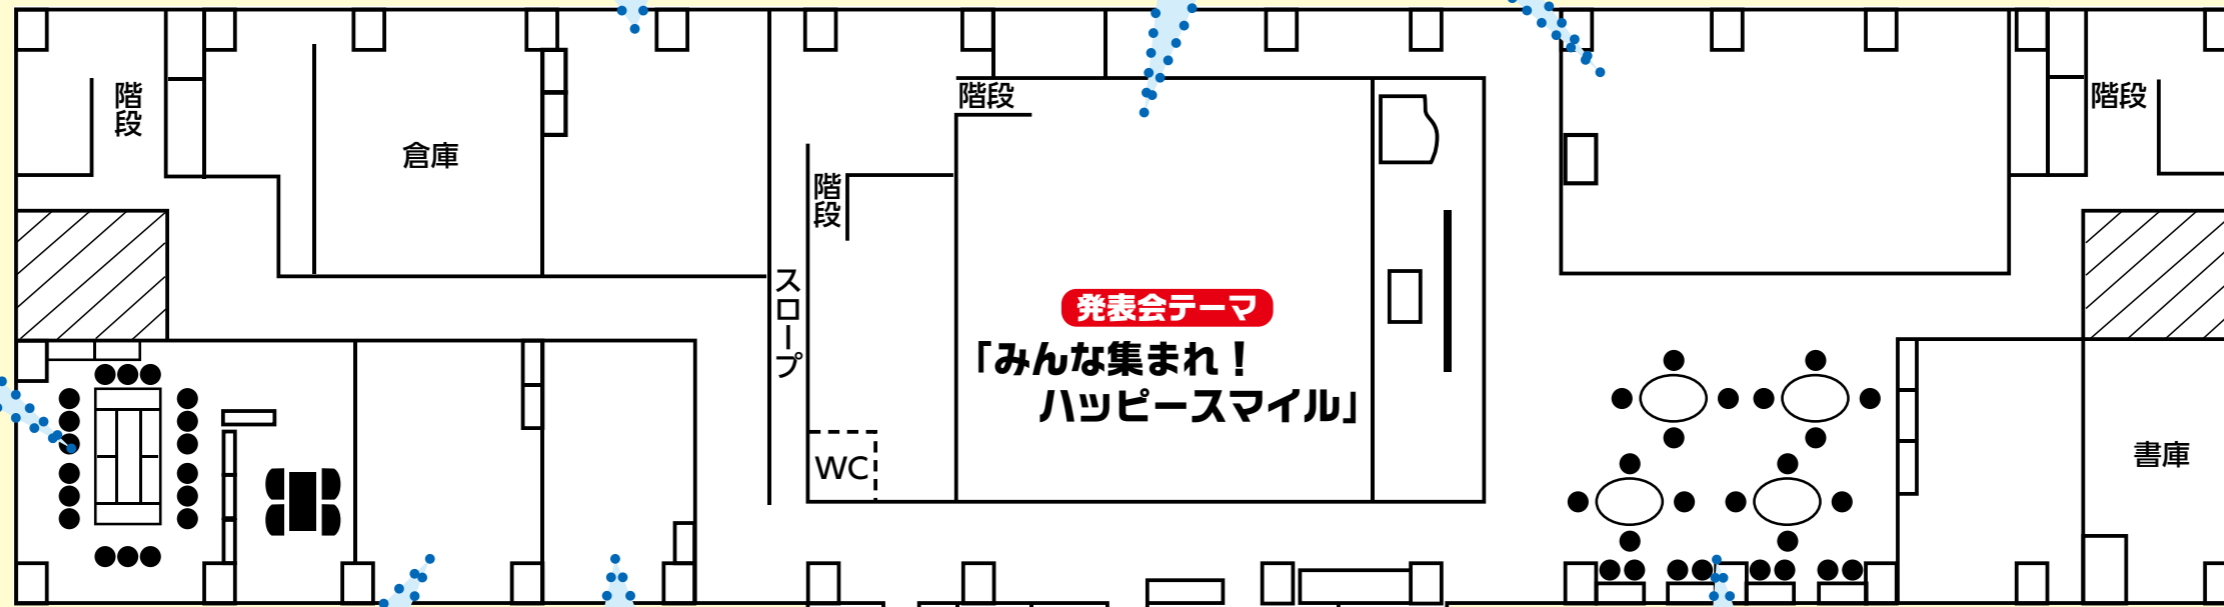 階段
倉庫
階段
階段
スロープ
発表会テーマ
「みんな集まれ！
ハッピースマイル」
WC
階段
書庫